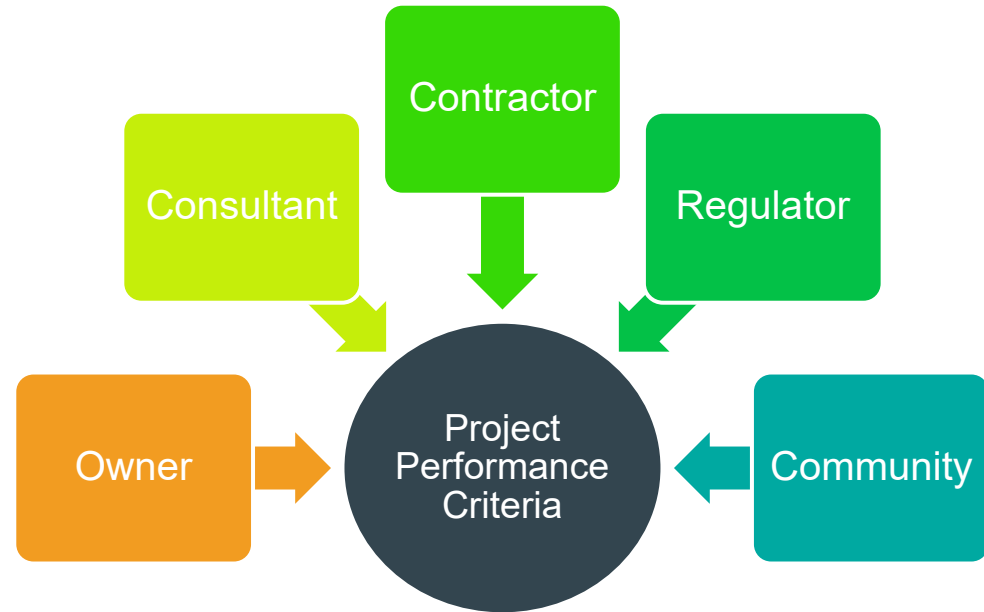 Contractor
Consultant
Regulator
Owner
Project
Performance
Criteria
Community